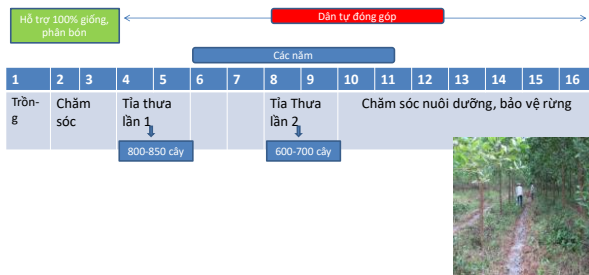 Hỗ trợ 100% giống,
phân bón
Dân tự đóng góp
Các năm
1 2 3 4 5 6 7 8 9 10 11 12 13 14 15 16
Trồn-
g
Chăm
sóc
Tỉa thưa
lần 1
Tỉa Thưa
lần 2
Chăm sóc nuôi dưỡng, bảo vệ rừng
800-850 cây
600-700 cây